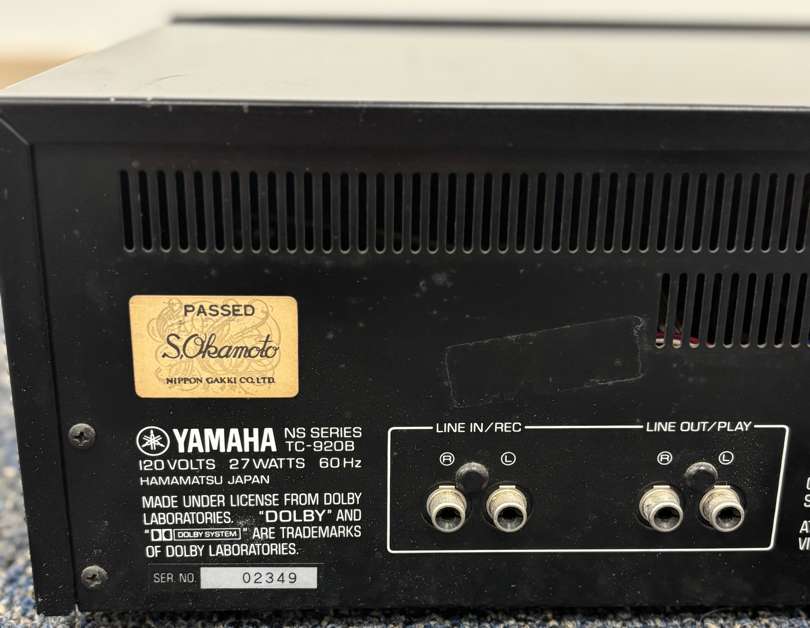 PASSED
S.Okamoto
NIPPON GAKKI CO., LTD.
YAMAHA NS SERIES
TC-920B
120 VOLTS 27 WATTS 60 Hz
HAMAMATSU JAPAN
MADE UNDER LICENSE FROM DOLBY
LABORATORIES. "DOLBY" AND
"DOLBY SYSTEM" ARE TRADEMARKS
OF DOLBY LABORATORIES.
SER. NO. 02349
LINE IN/REC
R L
LINE OUT/PLAY
R L